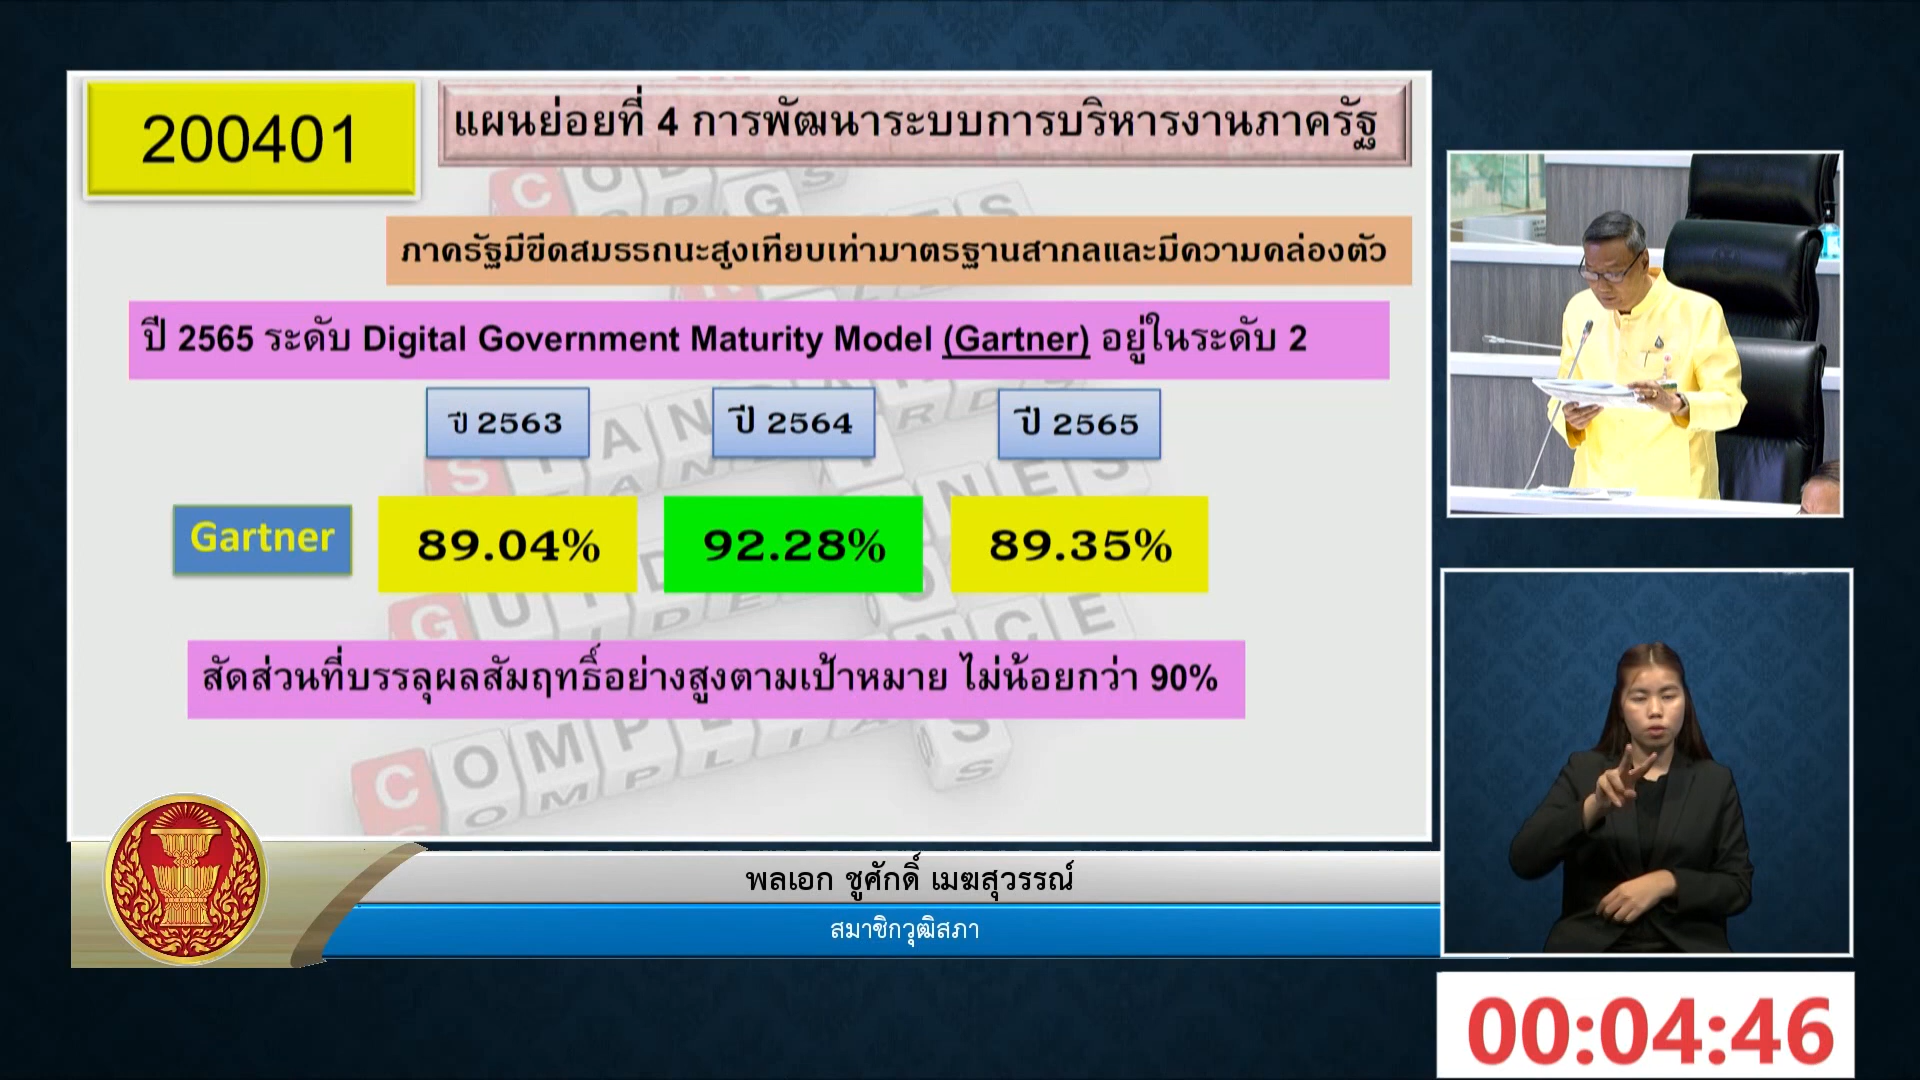 200401
แผนย่อยที่ 4 การพัฒนาระบบการบริหารงานภาครัฐ
ภาครัฐมีขีดสมรรถนะสูงเทียบเท่ามาตรฐานสากลและมีความคล่องตัว
ปี 2565 ระดับ Digital Government Maturity Model (Gartner) อยู่ในระดับ 2
ปี 2563
ปี 2564
ปี 2565
Gartner
89.04%
92.28%
89.35%
สัดส่วนที่บรรลุผลสัมฤทธิ์อย่างสูงตามเป้าหมาย ไม่น้อยกว่า 90%
พลเอก ชูศักดิ์ เมฆสุวรรณ์
สมาชิกวุฒิสภา
00:04:46